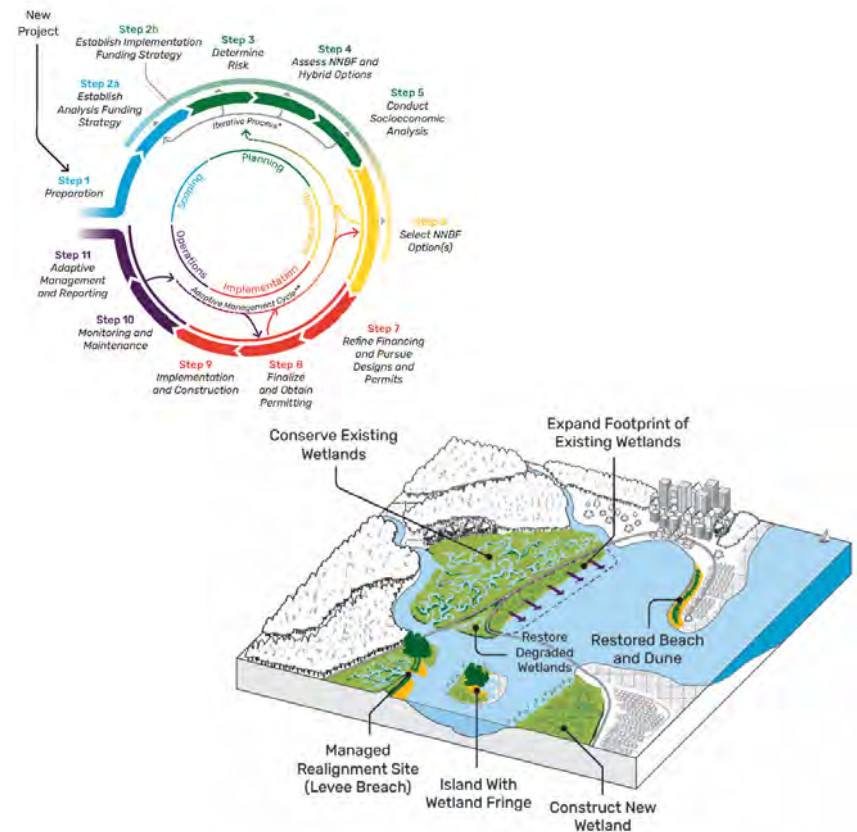 New
Project
Step 2b
Establish Implementation
Funding Strategy
Step 3
Determine
Risk
Step 4
Assess NNBF and
Hybrid Options
Step 2a
Establish
Analysis Funding
Strategy
Step 5
Conduct
Socioeconomic
Analysis
Iterative Process*
Planning
Scoping
Step 1
Preparation
Select NNBF
Option(s)
Operations
Implementation
Adaptive Management Cycle**
Step 11
Adaptive
Management
and Reporting
Step 10
Monitoring and
Maintenance
Step 9
Implementation
and Construction
Step 8
Finalize
and Obtain
Permitting
Step 7
Refine Financing
and Pursue
Designs and
Permits
Conserve Existing
Wetlands
Expand Footprint of
Existing Wetlands
Restore
Degraded
Wetlands
Restored Beach
and Dune
Managed
Realignment Site
(Levee Breach)
Island With
Wetland Fringe
Construct New
Wetland